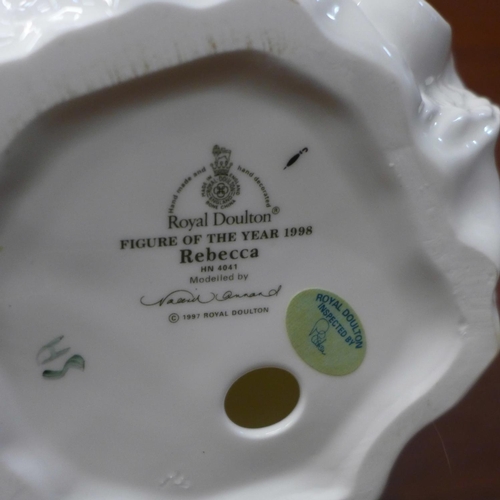 Hand made and hand decorated
Royal Doulton®
FIGURE OF THE YEAR 1998
Rebecca
HN 4041
Modelled by
© 1997 ROYAL DOULTON
ROYAL DOULTON
INSPECTED BY
HS